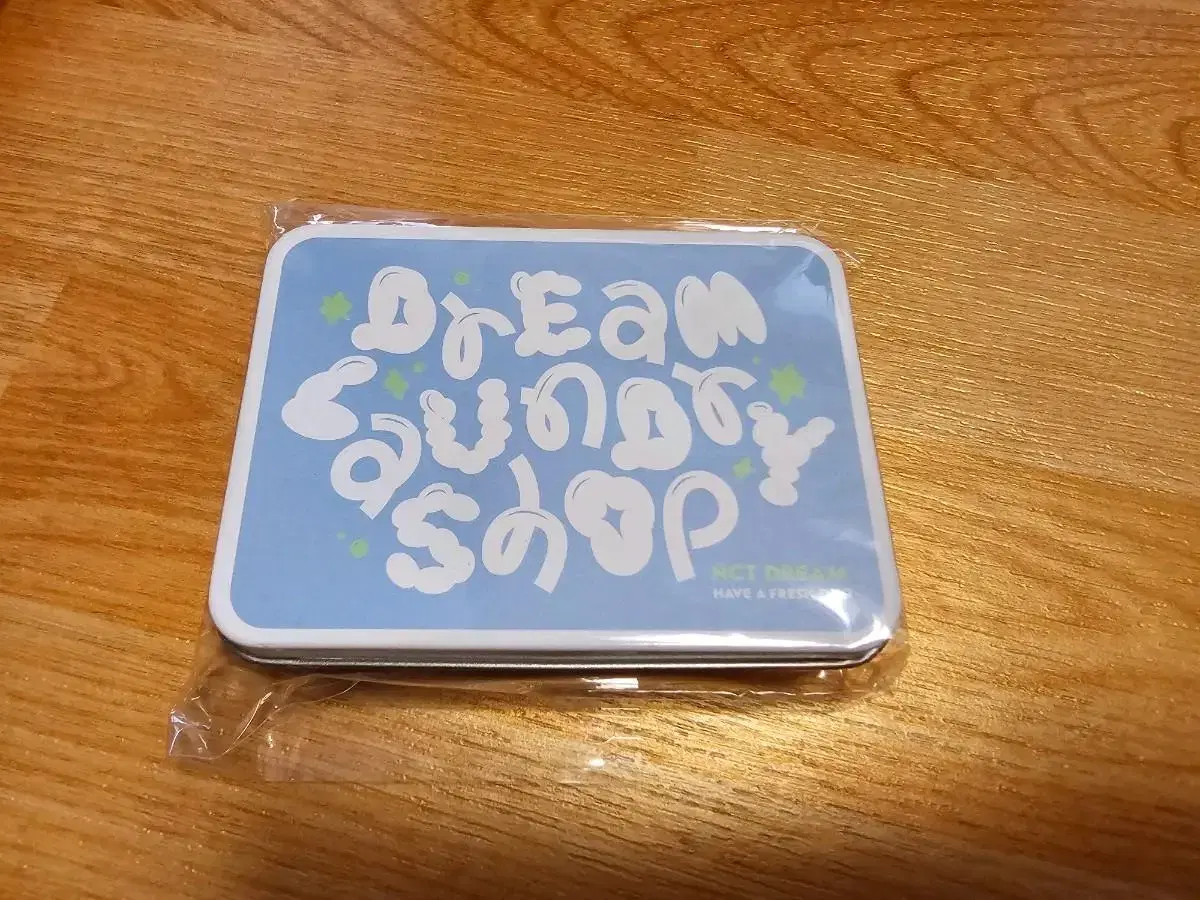 DrEam
LaunDrY
ShOp
NCT DREAM
HAVE A FRESH